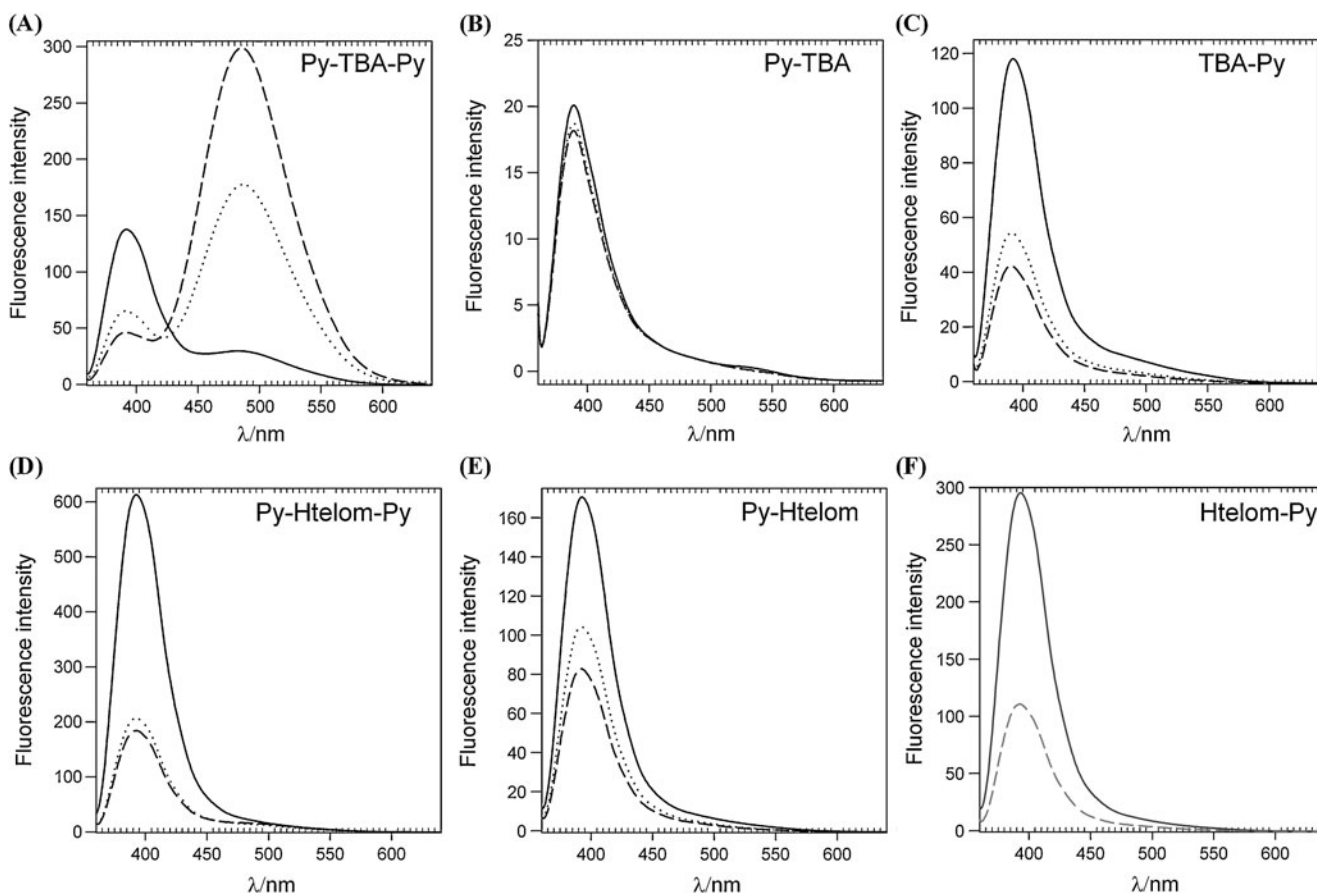 (A)
Py-TBA-Py
Fluorescence intensity
300
250
200
150
100
50
0
400 450 500 550 600
λ/nm
(B)
Py-TBA
Fluorescence intensity
25
20
15
10
5
0
400 450 500 550 600
λ/nm
(C)
TBA-Py
Fluorescence intensity
120
100
80
60
40
20
0
400 450 500 550 600
λ/nm
(D)
Py-Htelom-Py
Fluorescence intensity
600
500
400
300
200
100
0
400 450 500 550 600
λ/nm
(E)
Py-Htelom
Fluorescence intensity
160
140
120
100
80
60
40
20
0
400 450 500 550 600
λ/nm
(F)
Htelom-Py
Fluorescence intensity
300
250
200
150
100
50
0
400 450 500 550 600
λ/nm